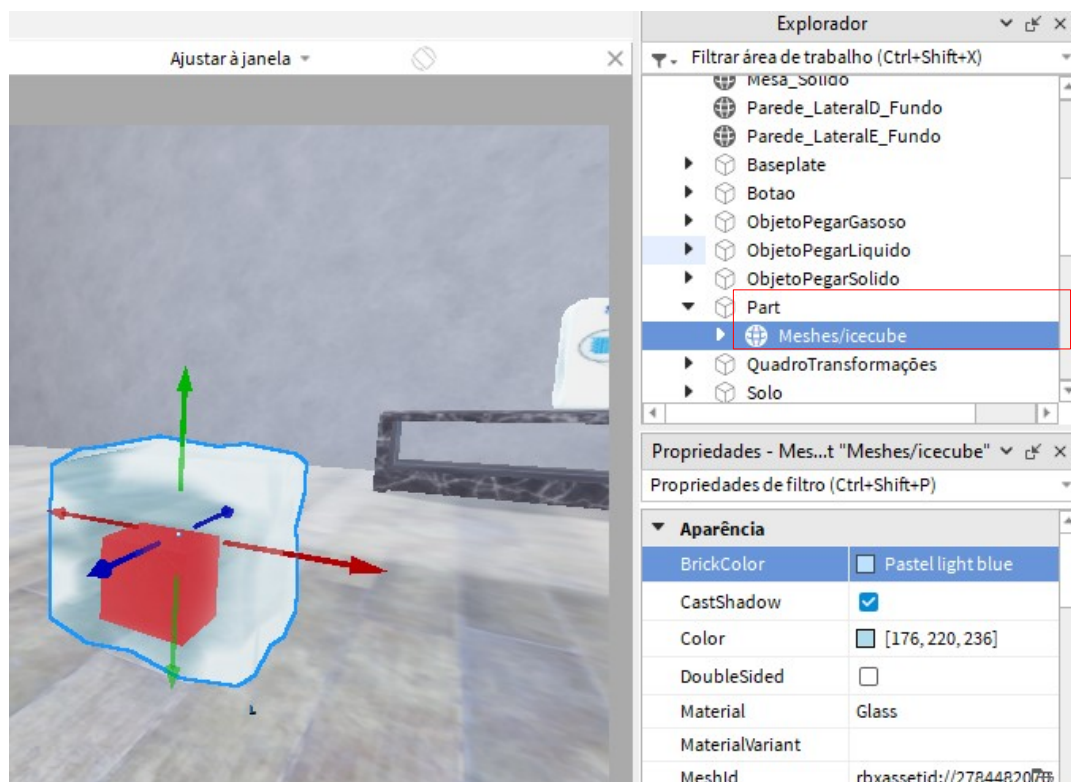 Explorador
Ajustar à janela
Filtrar área de trabalho (Ctrl+Shift+X)
Mesa_Solido
Parede_LateralD_Fundo
Parede_LateralE_Fundo
Baseplate
Botao
ObjetoPegarGasoso
ObjetoPegarLiquido
ObjetoPegarSolido
Part
Meshes/icecube
QuadroTransformações
Solo
Propriedades - Mes...t "Meshes/icecube"
Propriedades de filtro (Ctrl+Shift+P)
Aparência
BrickColor Pastel light blue
CastShadow
Color [176, 220, 236]
DoubleSided
Material Glass
MaterialVariant
MeshId